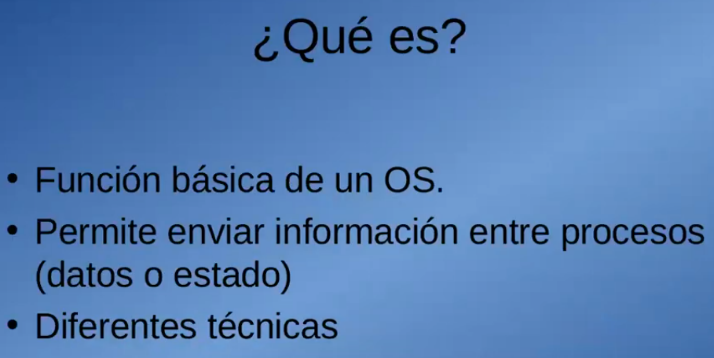 ¿Qué es?
• Función básica de un OS.
• Permite enviar información entre procesos
(datos o estado)
• Diferentes técnicas